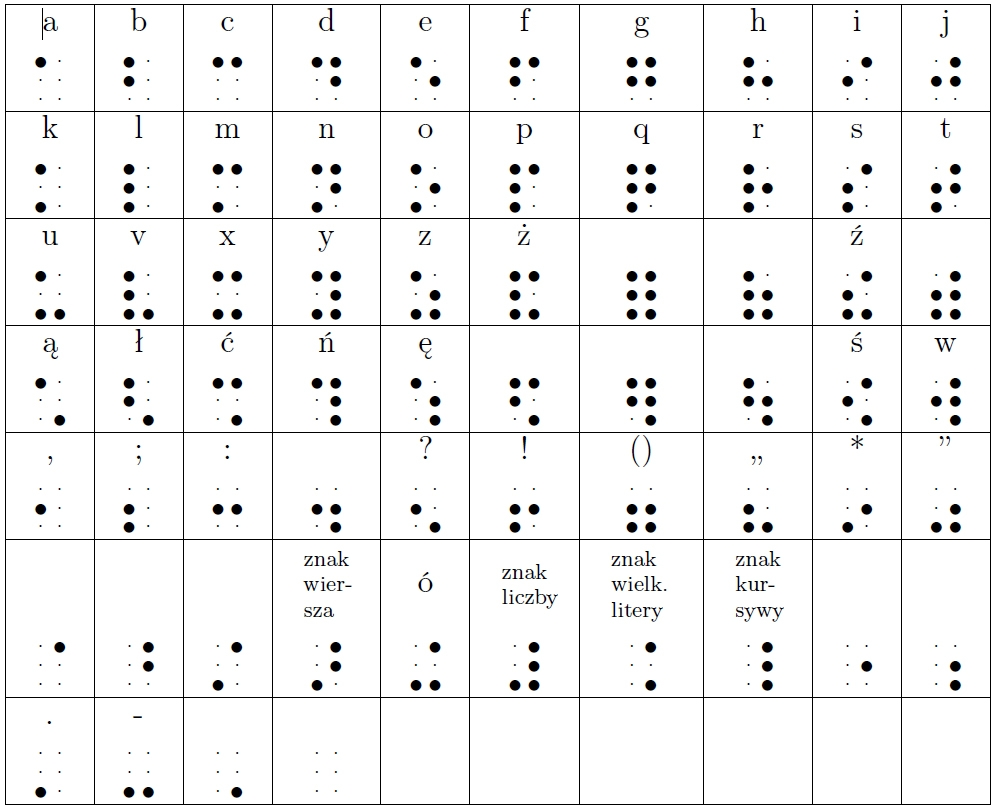 a b c d e f g h i j
k l m n o p q r s t
u v x y z ż ź
ą ł ć ń ę ś w
, ; : ? ! () „ * ”
znak wier- sza ó znak liczby znak wielk. litery znak kur- sywy
. -